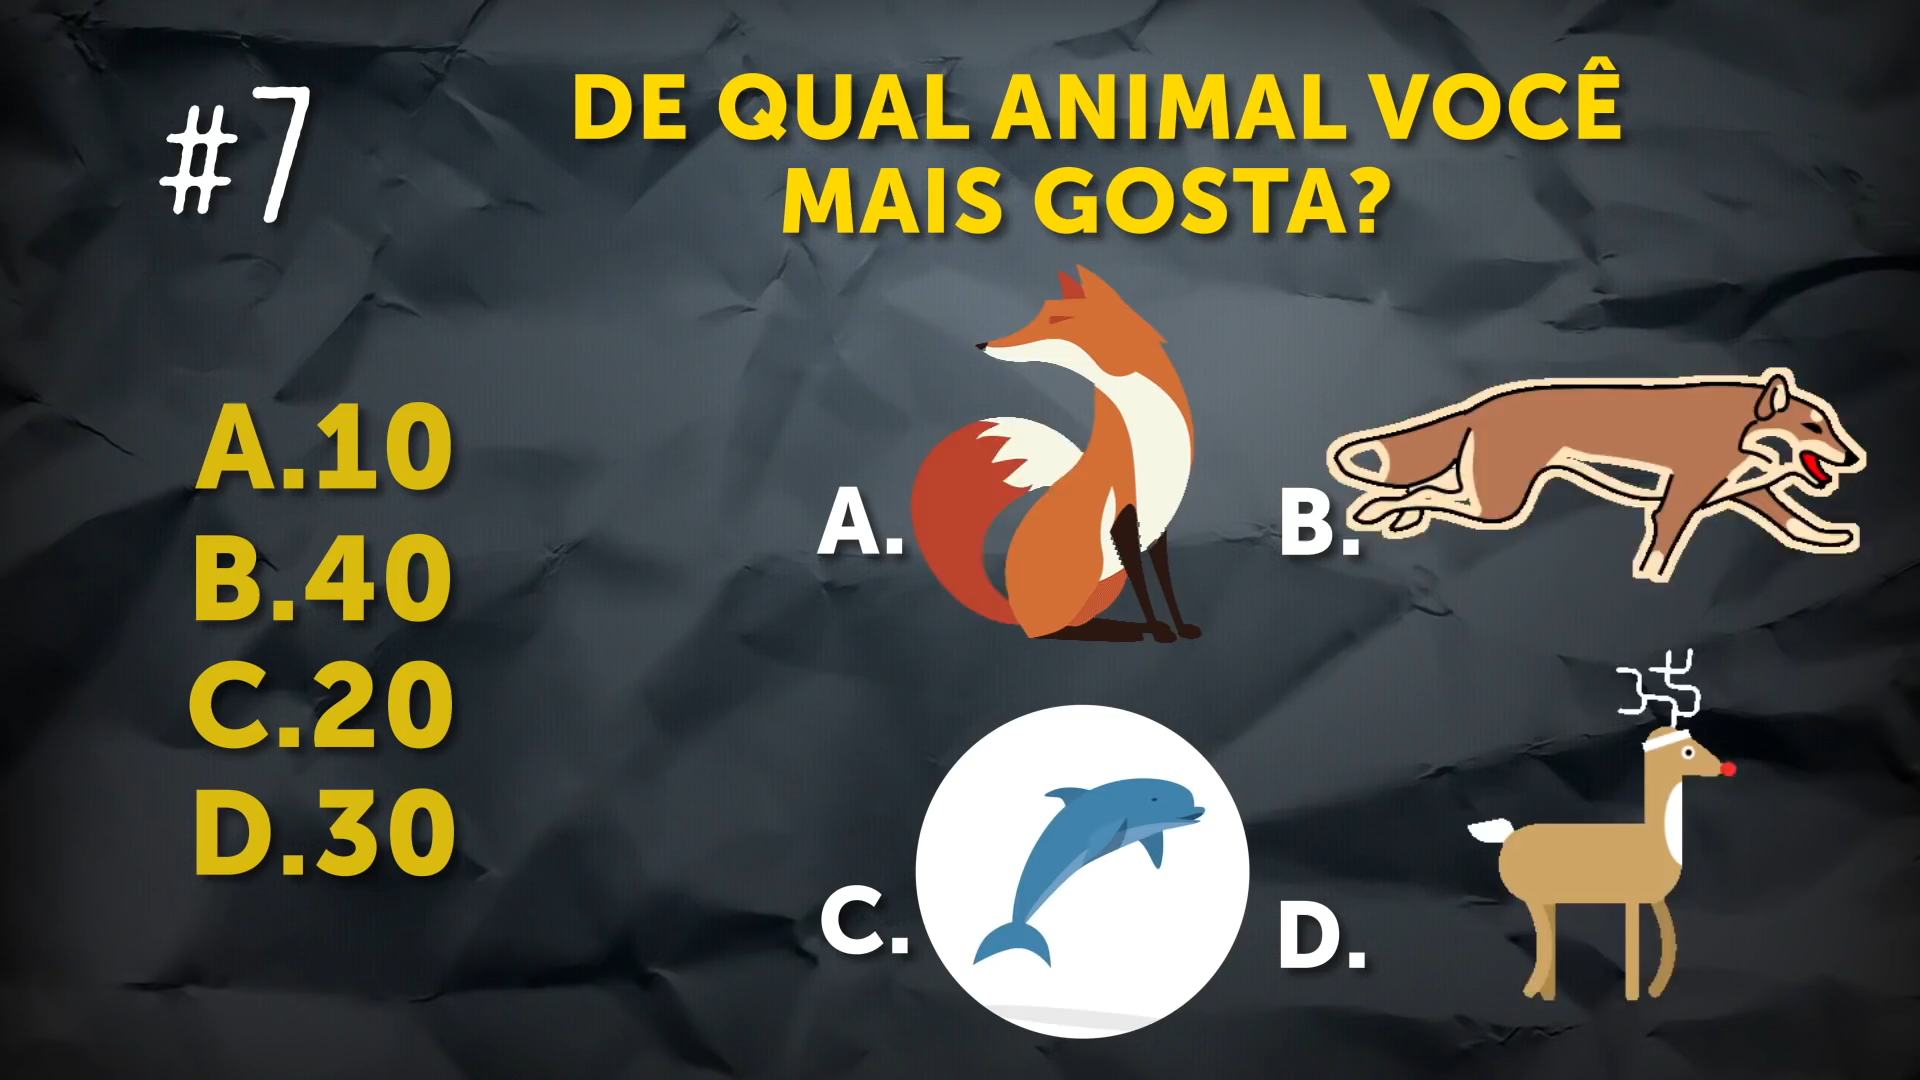 #7
DE QUAL ANIMAL VOCÊ
MAIS GOSTA?
A.10
B.40
C.20
D.30
A.
B.
C.
D.